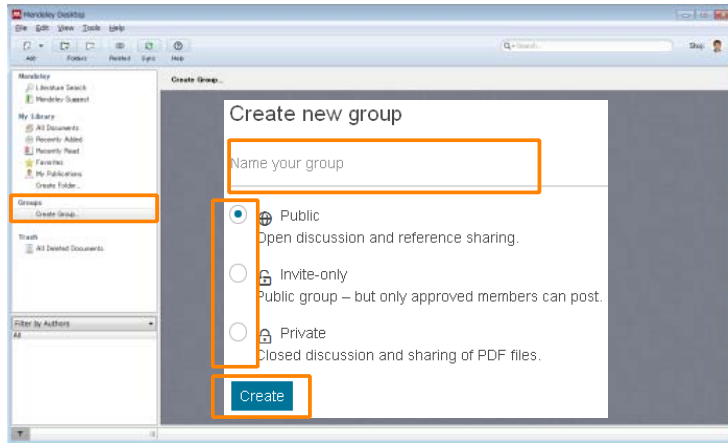 Mendeley Desktop
File Edit View Tools Help
Add Folders Related Sync Help
Search...
Mendeley
Literature Search
Mendeley Suggest
My Library
All Documents
Recently Added
Recently Read
Favorites
My Publications
Create Folder...
Groups
Create Group...
Trash
All Deleted Documents
Filter by Authors
All
Create Group...
Create new group
Name your group
Public
Open discussion and reference sharing.
Invite-only
Public group – but only approved members can post.
Private
Closed discussion and sharing of PDF files.
Create